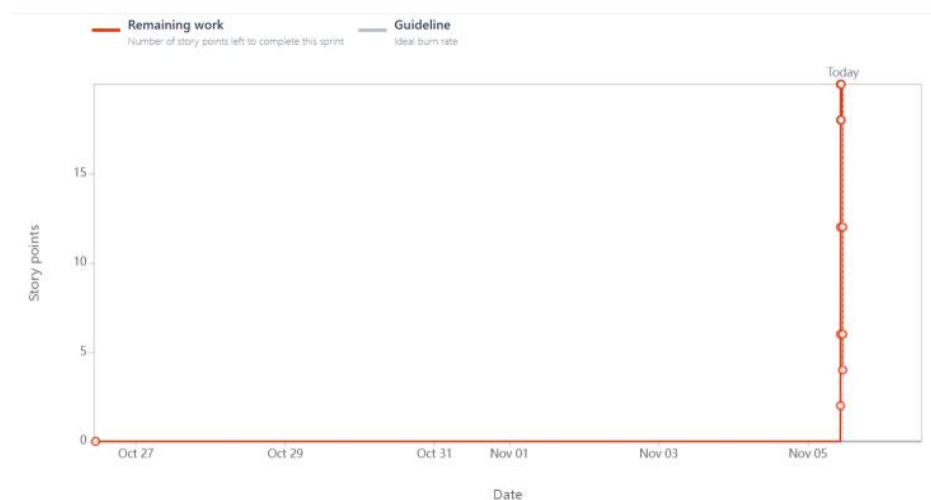 Remaining work
Number of story points left to complete this sprint
Guideline
Ideal burn rate
Today
15
10
5
0
Story points
Oct 27
Oct 29
Oct 31
Nov 01
Nov 03
Nov 05
Date